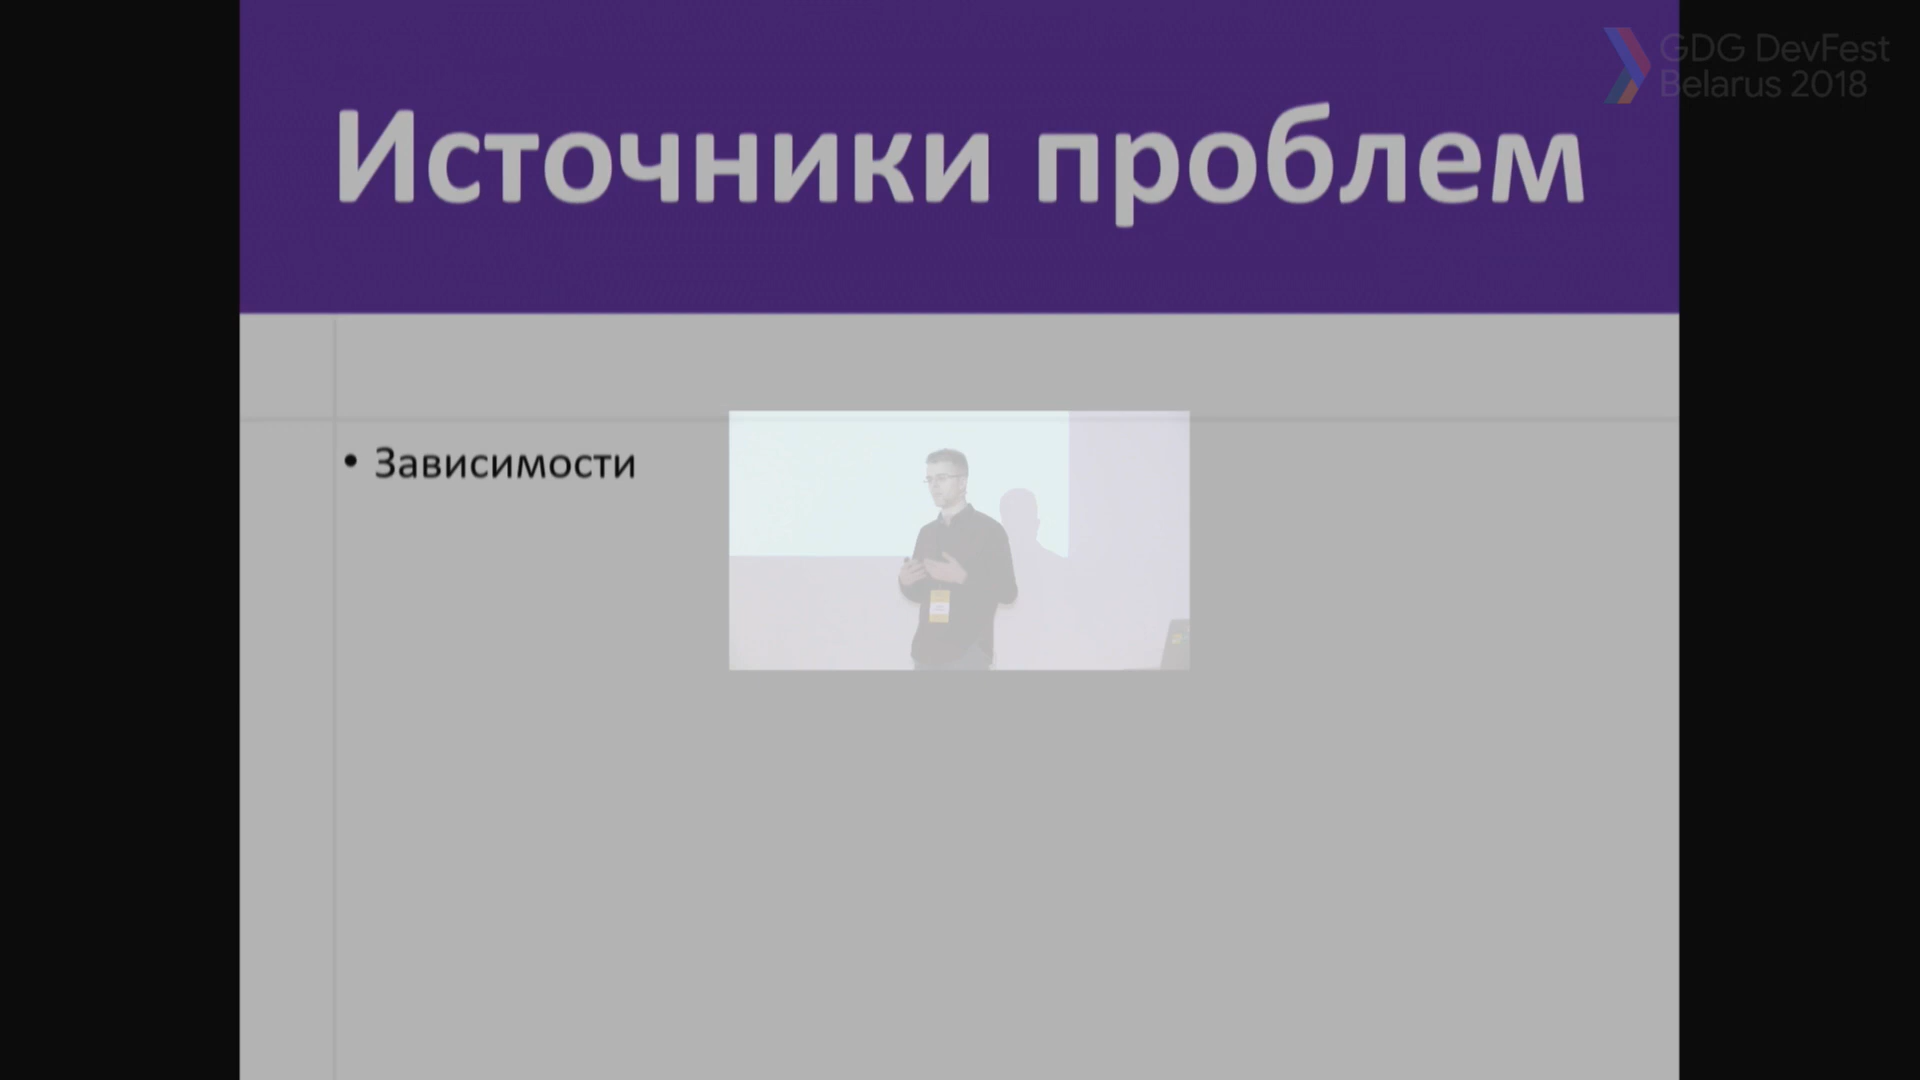 GDG DevFest
Belarus 2018
Источники проблем
• Зависимости